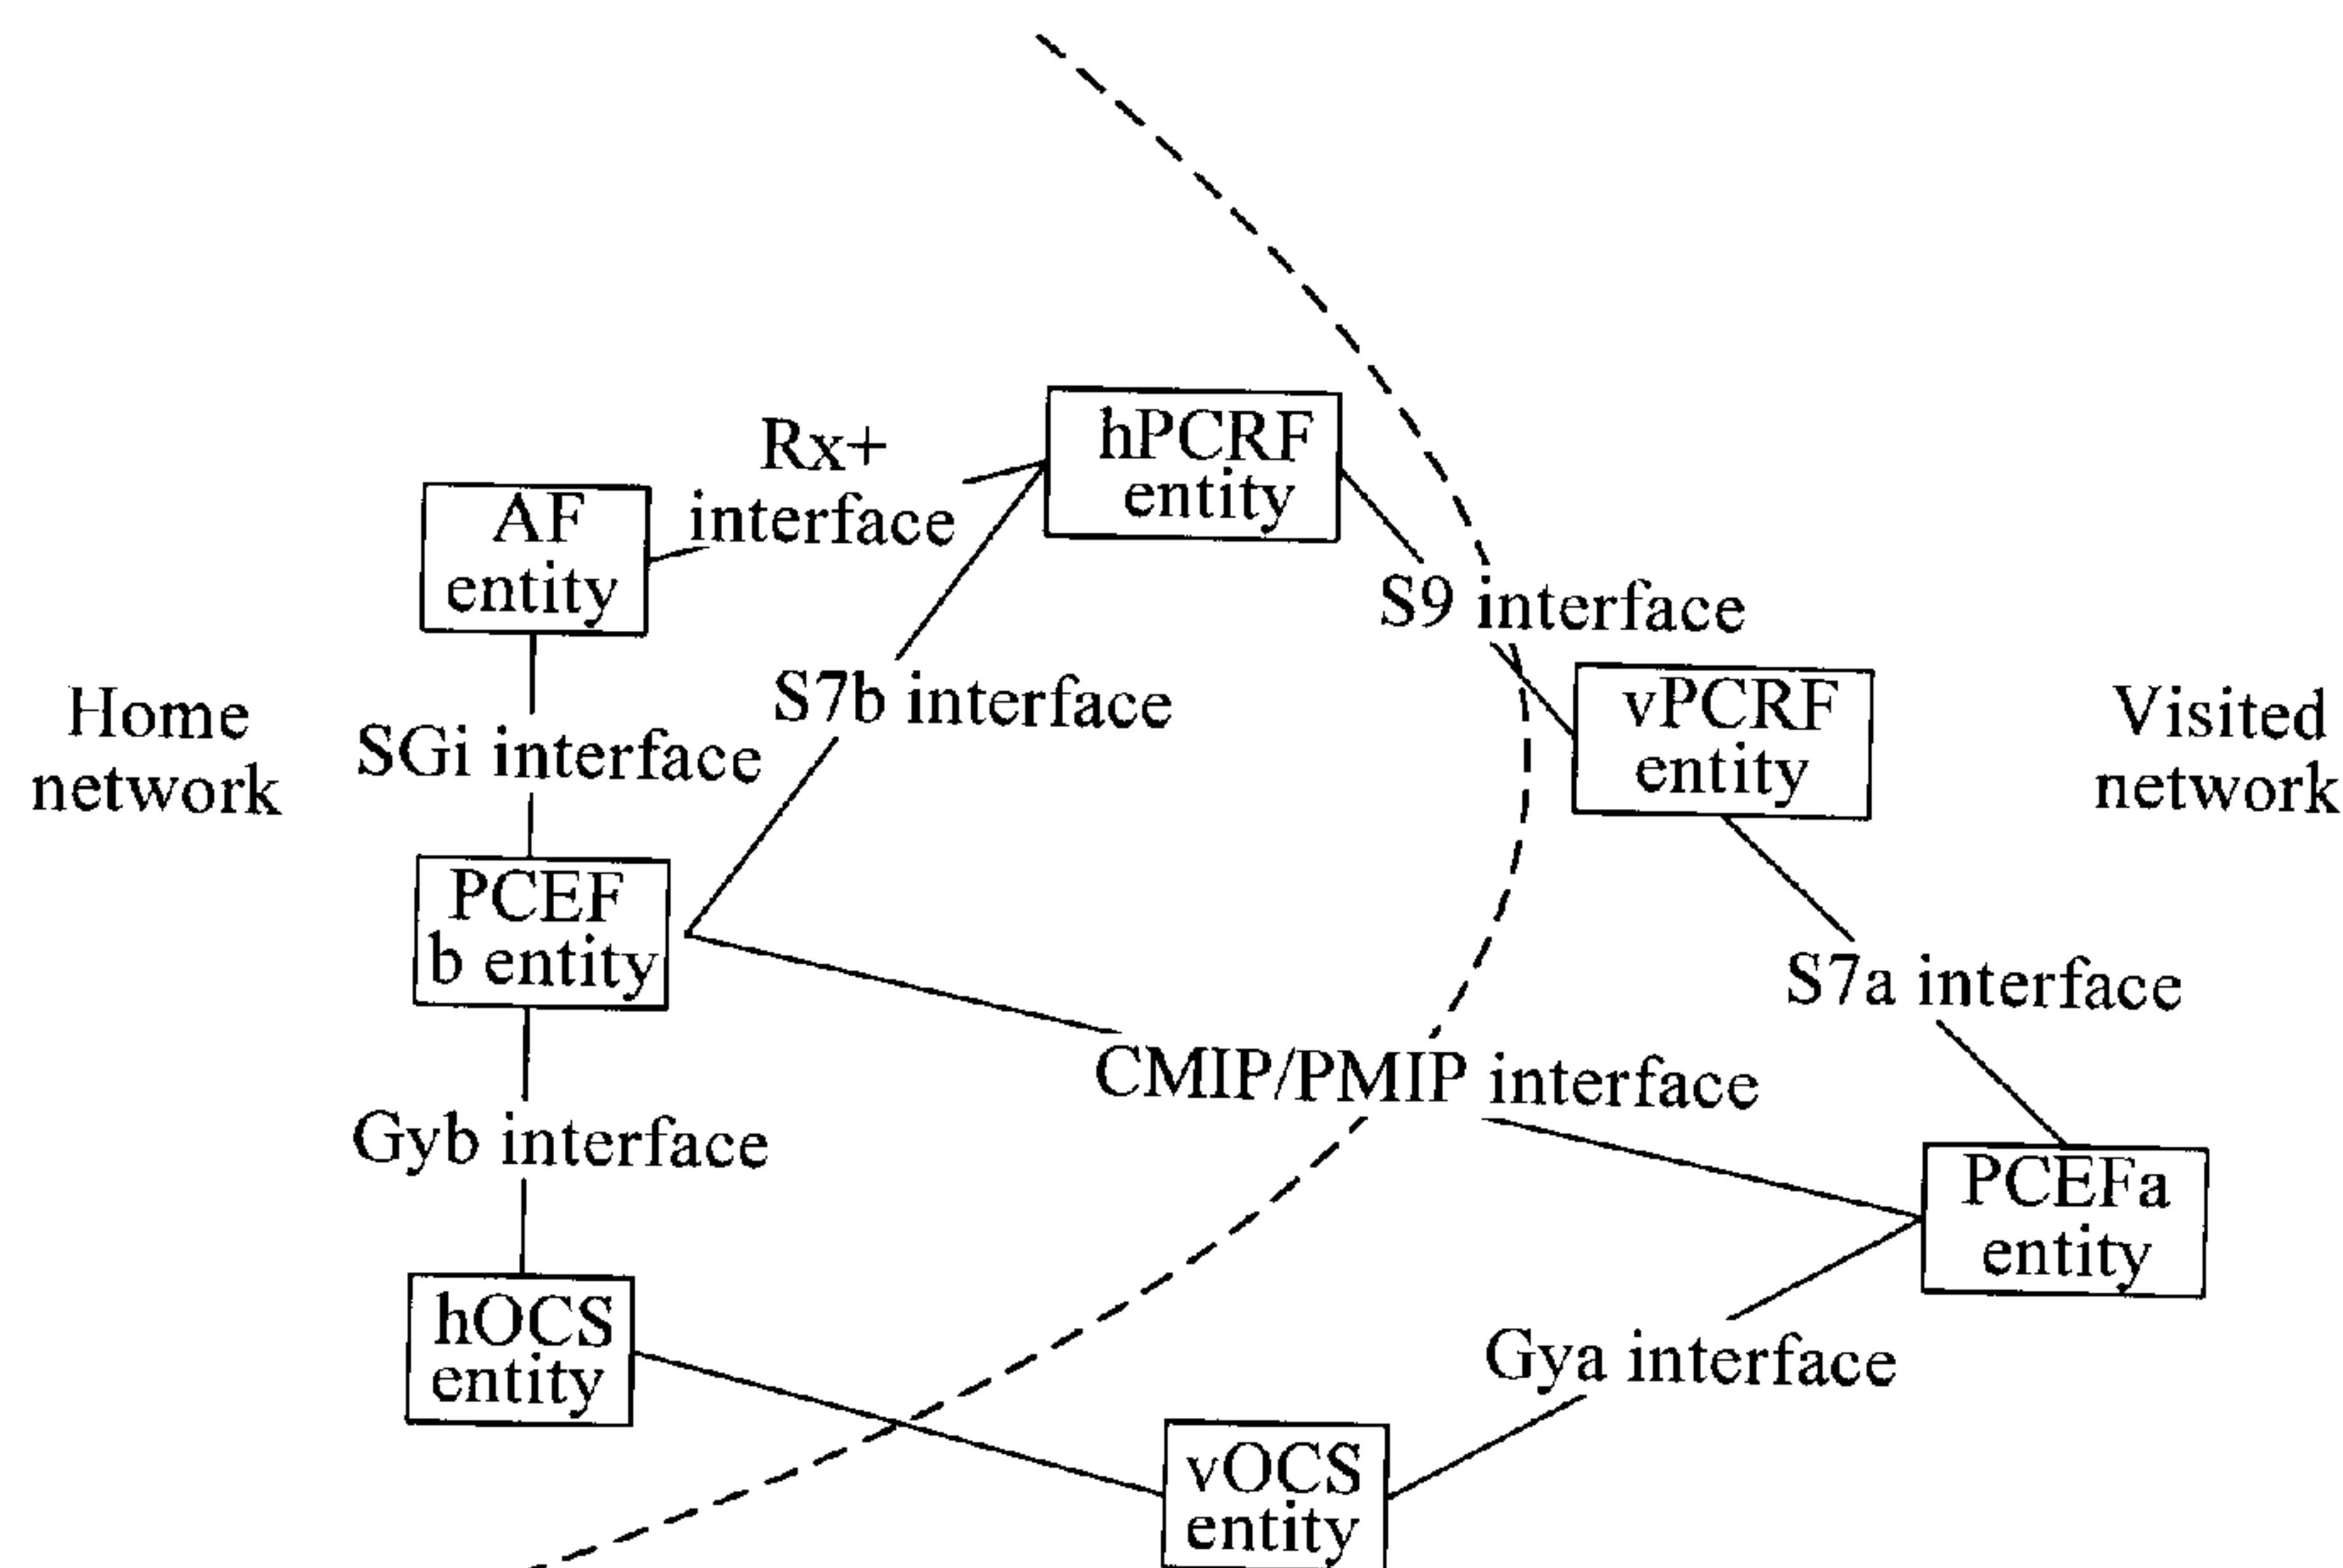 hPCRF
entity
Rx+
interface
AF
entity
S9 interface
vPCRF
entity
S7b interface
Home
network
SGi interface
Visited
network
PCEF
b entity
S7a interface
CMIP/PMIP interface
Gyb interface
PCEFa
entity
hOCS
entity
Gya interface
vOCS
entity